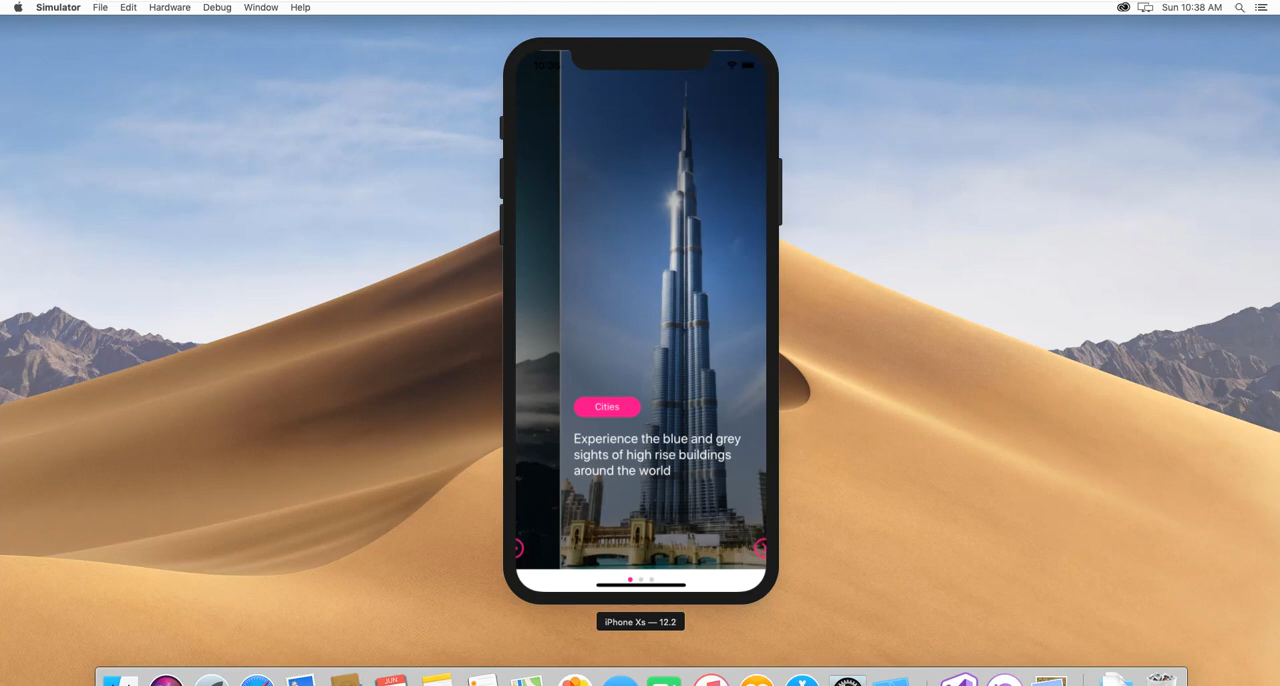 Simulator File Edit Hardware Debug Window Help Sun 10:38 AM
Cities
Experience the blue and grey
sights of high rise buildings
around the world
iPhone Xs — 12.2
JUN